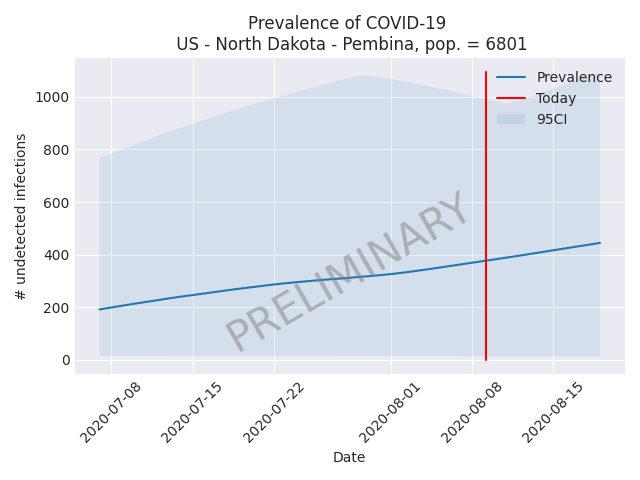 Prevalence of COVID-19
US - North Dakota - Pembina, pop. = 6801
Prevalence
Today
95CI
# undetected infections
1000
800
600
400
200
0
PRELIMINARY
2020-07-08
2020-07-15
2020-07-22
2020-08-01
2020-08-08
2020-08-15
Date